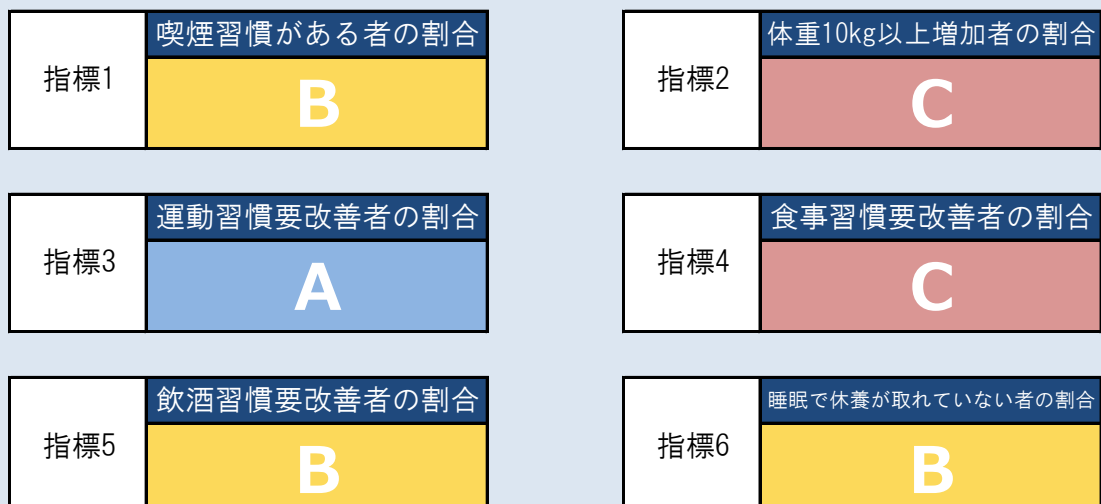 指標1
喫煙習慣がある者の割合
B
指標2
体重10kg以上増加者の割合
C
指標3
運動習慣要改善者の割合
A
指標4
食事習慣要改善者の割合
C
指標5
飲酒習慣要改善者の割合
B
指標6
睡眠で休養が取れていない者の割合
B